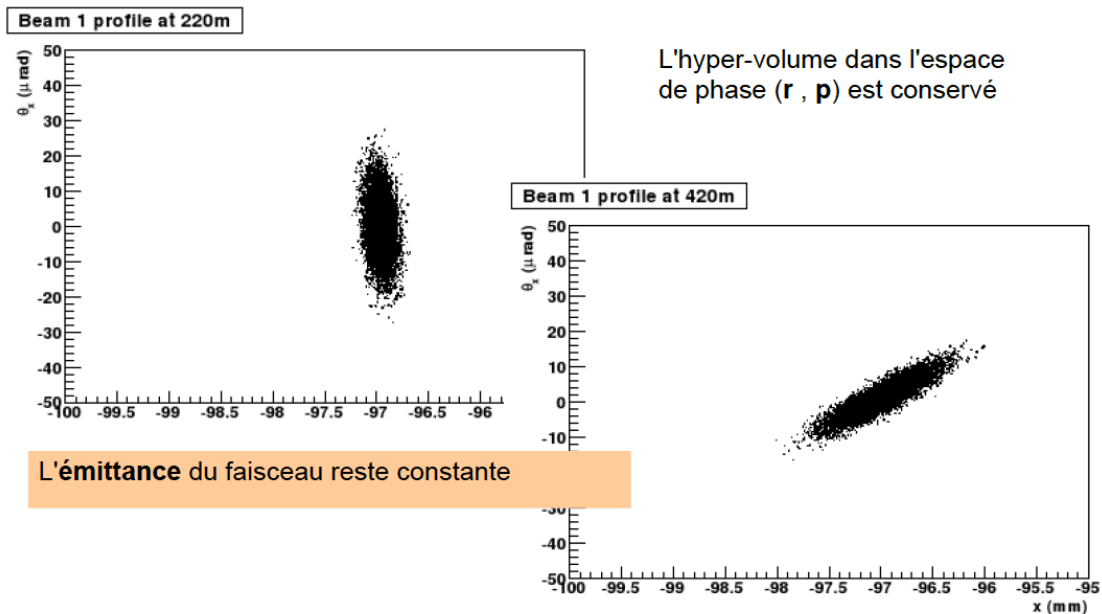 Beam 1 profile at 220m
L'hyper-volume dans l'espace
de phase (r , p) est conservé
θx (μ rad)
50
40
30
20
10
0
-10
-20
-30
-40
-50
-100 -99.5 -99 -98.5 -98 -97.5 -97 -96.5 -96
Beam 1 profile at 420m
θx (μ rad)
50
40
30
20
10
0
-10
L'émittance du faisceau reste constante
-30
-40
-50
-100 -99.5 -99 -98.5 -98 -97.5 -97 -96.5 -96 -95.5 -95
x (mm)